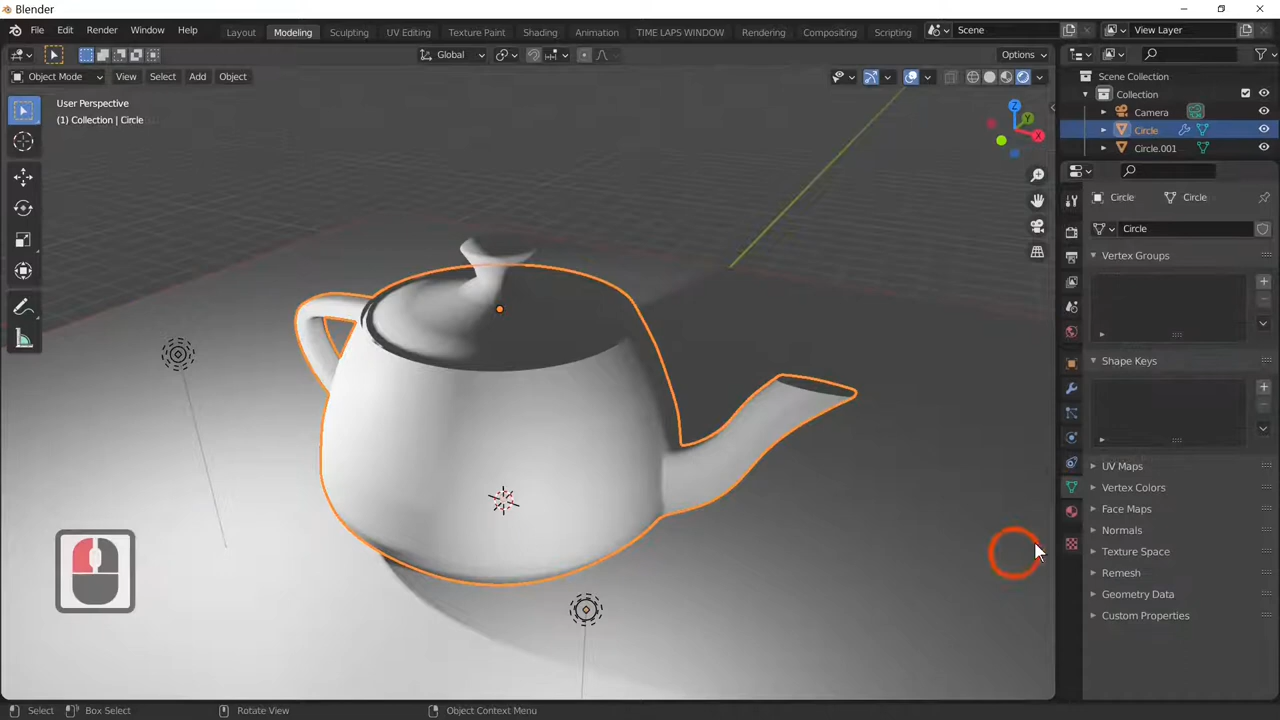 Blender
File Edit Render Window Help Layout Modeling Sculpting UV Editing Texture Paint Shading Animation TIME LAPS WINDOW Rendering Compositing Scripting Scene View Layer
Global Options
Object Mode View Select Add Object
Scene Collection
Collection
Camera
Circle
Circle.001
User Perspective
(1) Collection | Circle
Z
Y
X
Circle Circle
Circle
Vertex Groups
Shape Keys
UV Maps
Vertex Colors
Face Maps
Normals
Texture Space
Remesh
Geometry Data
Custom Properties
Select Box Select Rotate View Object Context Menu